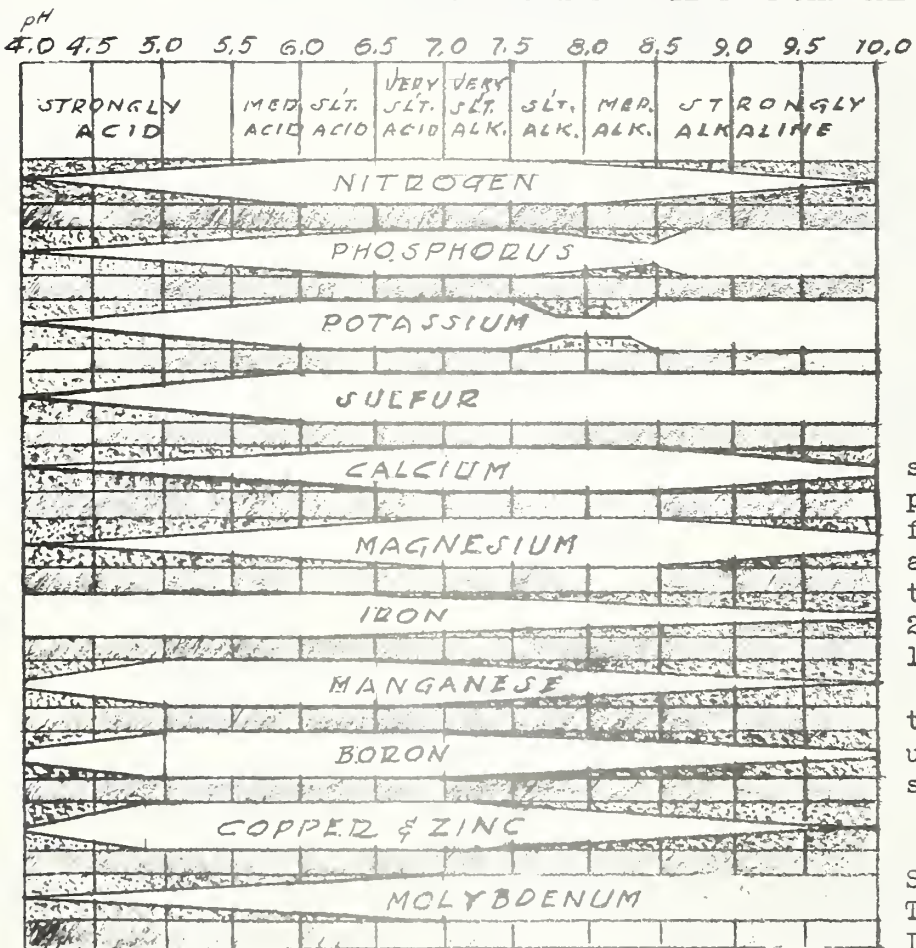 pH
4.0 4.5 5.0 5.5 6.0 6.5 7.0 7.5 8.0 8.5 9.0 9.5 10.0
STRONGLY ACID
MED. ACID
SLT. ACID
VERY SLT. ACID
VERY SLT. ALK.
SLT. ALK.
MED. ALK.
STRONGLY ALKALINE
NITROGEN
PHOSPHORUS
POTASSIUM
SULFUR
CALCIUM
MAGNESIUM
IRON
MANGANESE
BORON
COPPER & ZINC
MOLYBDENUM
s
p
f
a
t
2
l
t
u
s
S
T